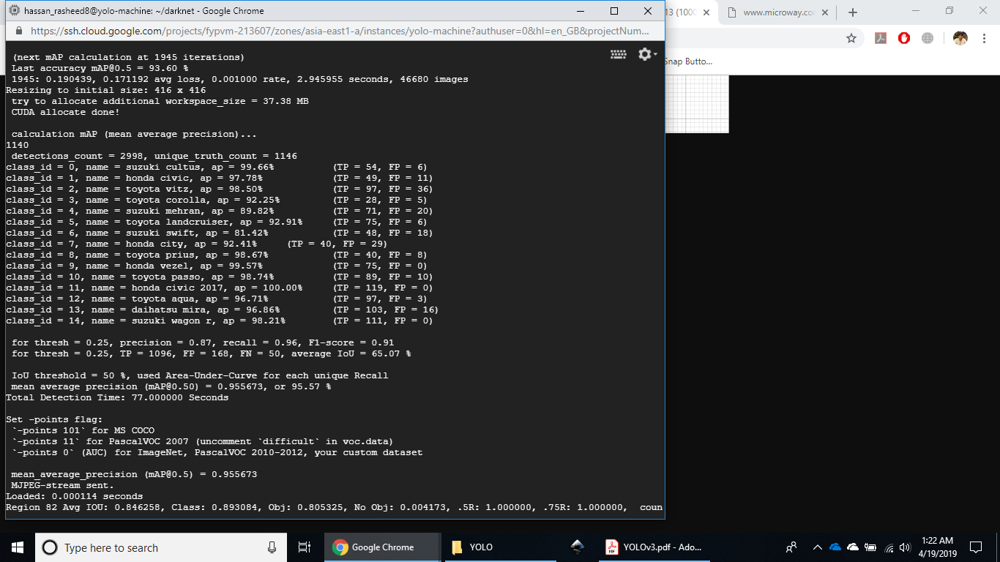 hassan_rasheed8@yolo-machine: ~/darknet - Google Chrome
13 (1000
www.microway.co
https://ssh.cloud.google.com/projects/fypvm-213607/zones/asia-east1-a/instances/yolo-machine?authuser=0&hl=en_GB&projectNum...
Snap Butto...
(next mAP calculation at 1945 iterations)
Last accuracy mAP@0.5 = 93.60 %
1945: 0.190439, 0.171192 avg loss, 0.001000 rate, 2.945955 seconds, 46680 images
Resizing to initial size: 416 x 416
try to allocate additional workspace_size = 37.38 MB
CUDA allocate done!
calculation mAP (mean average precision)...
1140
detections_count = 2998, unique_truth_count = 1146
class_id = 0, name = suzuki cultus, ap = 99.66% (TP = 54, FP = 6)
class_id = 1, name = honda civic, ap = 97.78% (TP = 49, FP = 11)
class_id = 2, name = toyota vitz, ap = 98.50% (TP = 97, FP = 36)
class_id = 3, name = toyota corolla, ap = 92.25% (TP = 28, FP = 5)
class_id = 4, name = suzuki mehran, ap = 89.82% (TP = 71, FP = 20)
class_id = 5, name = toyota landcruiser, ap = 92.91% (TP = 75, FP = 6)
class_id = 6, name = suzuki swift, ap = 81.42% (TP = 48, FP = 18)
class_id = 7, name = honda city, ap = 92.41% (TP = 40, FP = 29)
class_id = 8, name = toyota prius, ap = 98.67% (TP = 40, FP = 8)
class_id = 9, name = honda vezel, ap = 99.57% (TP = 75, FP = 0)
class_id = 10, name = toyota passo, ap = 98.74% (TP = 89, FP = 10)
class_id = 11, name = honda civic 2017, ap = 100.00% (TP = 119, FP = 0)
class_id = 12, name = toyota aqua, ap = 96.71% (TP = 97, FP = 3)
class_id = 13, name = daihatsu mira, ap = 96.86% (TP = 103, FP = 16)
class_id = 14, name = suzuki wagon r, ap = 98.21% (TP = 111, FP = 0)
for thresh = 0.25, precision = 0.87, recall = 0.96, F1-score = 0.91
for thresh = 0.25, TP = 1096, FP = 168, FN = 50, average IoU = 65.07 %
IoU threshold = 50 %, used Area-Under-Curve for each unique Recall
mean average precision (mAP@0.50) = 0.955673, or 95.57 %
Total Detection Time: 77.000000 Seconds
Set -points flag:
`-points 101` for MS COCO
`-points 11` for PascalVOC 2007 (uncomment `difficult` in voc.data)
`-points 0` (AUC) for ImageNet, PascalVOC 2010-2012, your custom dataset
mean_average_precision (mAP@0.5) = 0.955673
MJPEG-stream sent.
Loaded: 0.000114 seconds
Region 82 Avg IOU: 0.846258, Class: 0.893084, Obj: 0.805325, No Obj: 0.004173, .5R: 1.000000, .75R: 1.000000, coun
Type here to search
Google Chrome
YOLO
YOLOv3.pdf - Ado...
1:22 AM
4/19/2019